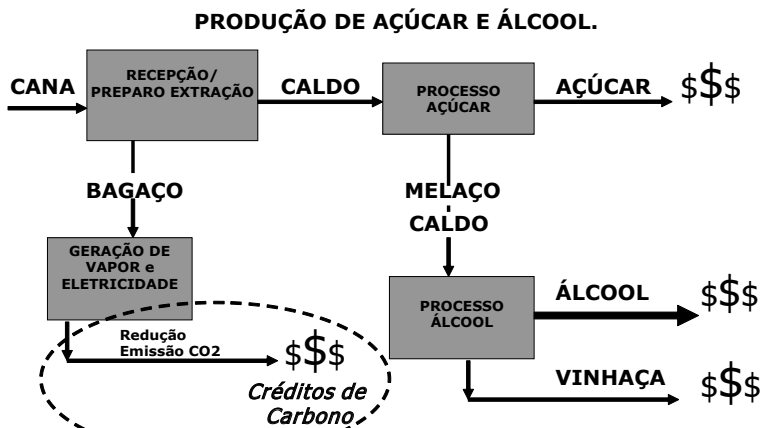 PRODUÇÃO DE AÇÚCAR E ÁLCOOL.
CANA
RECEPÇÃO/
PREPARO EXTRAÇÃO
CALDO
PROCESSO
AÇÚCAR
AÇÚCAR
$$$
BAGAÇO
MELAÇO
CALDO
GERAÇÃO DE
VAPOR e
ELETRICIDADE
PROCESSO
ÁLCOOL
ÁLCOOL
$$$
Redução
Emissão CO2
$$$
Créditos de
Carbono
VINHAÇA
$$$